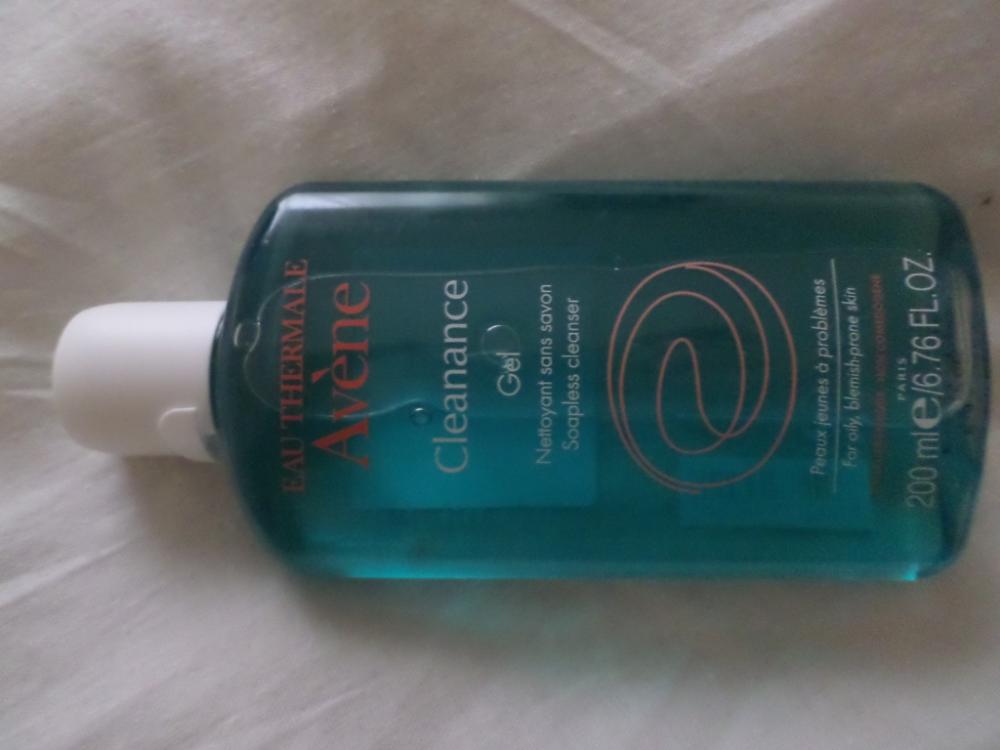 EAU THERMALE
Avène
Cleanance
Gel
Nettoyant sans savon
Soapless cleanser
Peaux jeunes à problèmes
For oily, blemish-prone skin
PARIS
200 ml e/6.76 FL.OZ.